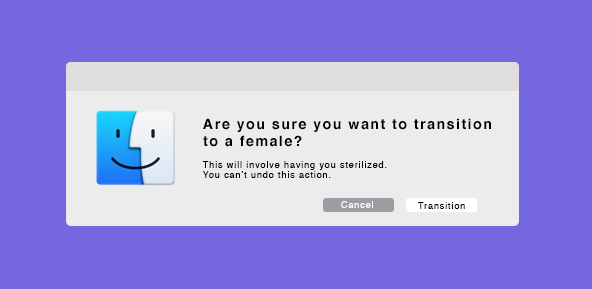 Are you sure you want to transition
to a female?
This will involve having you sterilized.
You can't undo this action.
Cancel
Transition